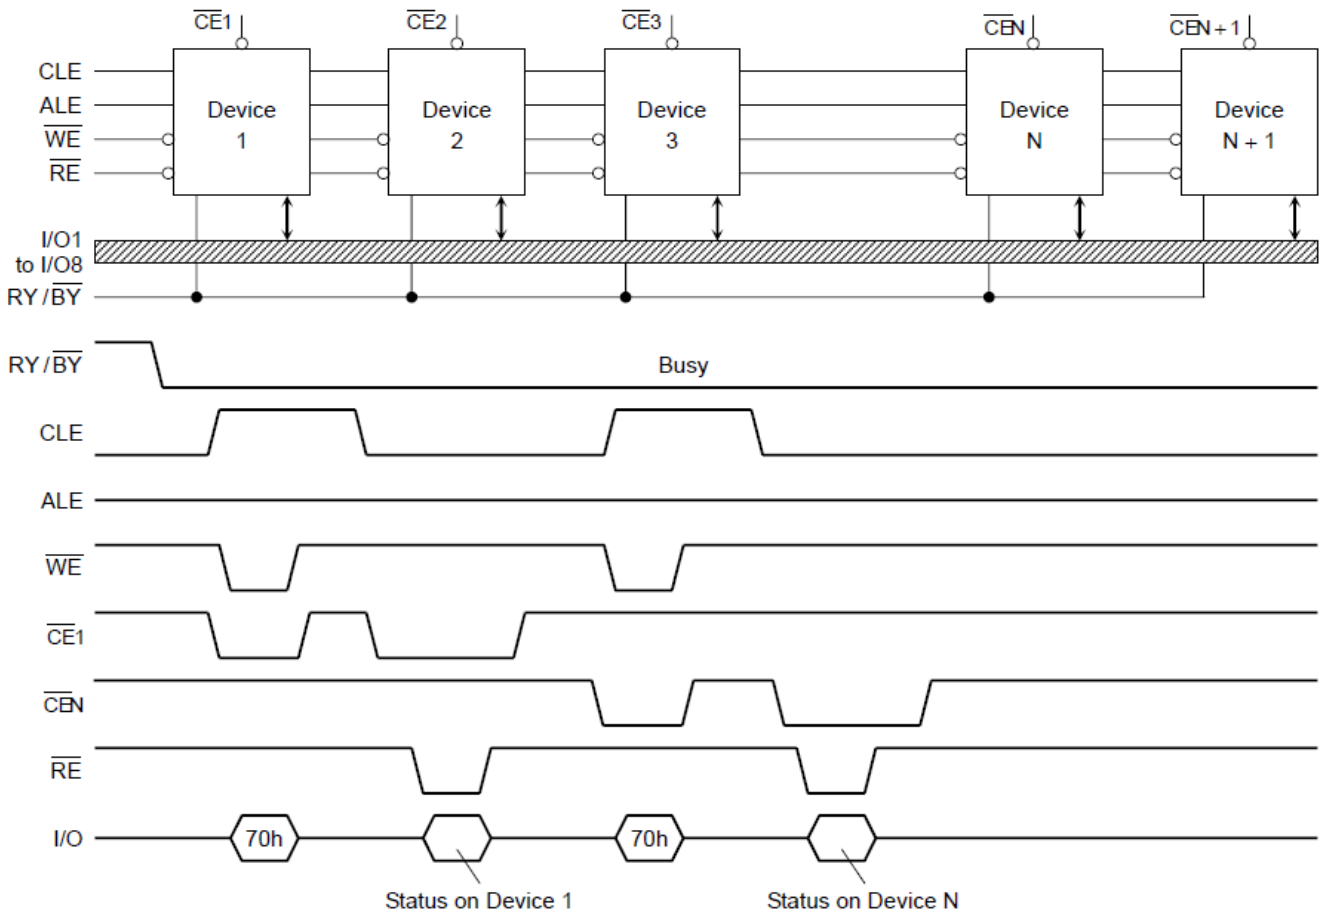 CE1 CE2 CE3 CEN CEN+1
CLE
ALE
WE
RE
Device 1
Device 2
Device 3
Device N
Device N + 1
I/O1
to I/O8
RY/BY
RY/BY Busy
CLE
ALE
WE
CE1
CEN
RE
I/O 70h 70h
Status on Device 1 Status on Device N